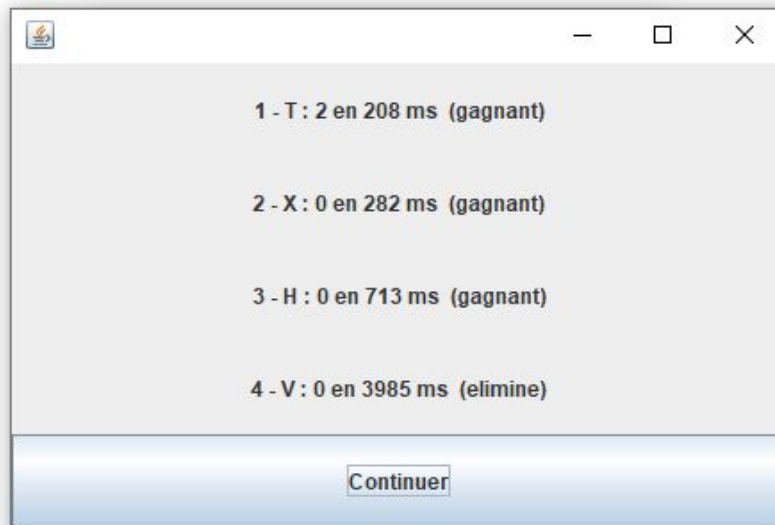 1 - T : 2 en 208 ms (gagnant)
2 - X : 0 en 282 ms (gagnant)
3 - H : 0 en 713 ms (gagnant)
4 - V : 0 en 3985 ms (elimine)
Continuer